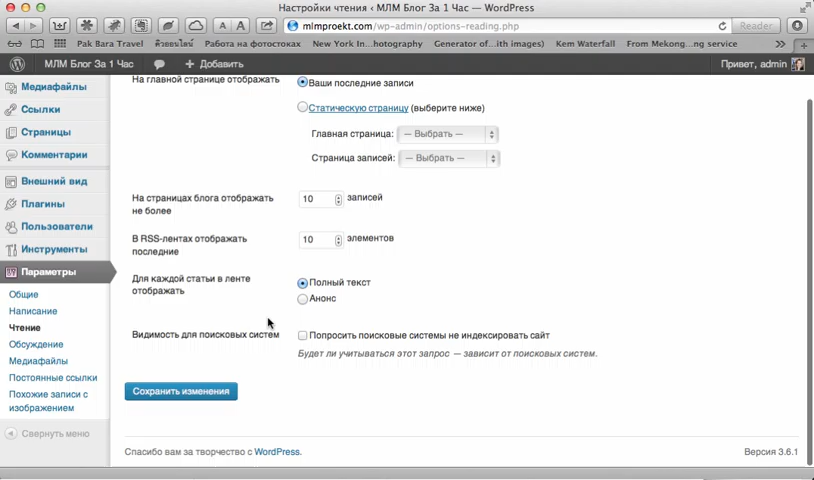 Настройки чтения ‹ МЛМ Блог За 1 Час — WordPress
mlmproekt.com/wp-admin/options-reading.php
Reader
Pak Bara Travel
Работа на фотостоках
New York In...hotography
Generator of...ith images)
Kem Waterfall
From Mekong...ng service
МЛМ Блог За 1 Час
Добавить
Привет, admin
Медиафайлы
Ссылки
Страницы
Комментарии
Внешний вид
Плагины
Пользователи
Инструменты
Параметры
Общие
Написание
Чтение
Обсуждение
Медиафайлы
Постоянные ссылки
Похожие записи с
изображением
Свернуть меню
На главной странице отображать
Ваши последние записи
Статическую страницу (выберите ниже)
Главная страница: — Выбрать —
Страница записей: — Выбрать —
На страницах блога отображать
не более
10 записей
В RSS-лентах отображать
последние
10 элементов
Для каждой статьи в ленте
отображать
Полный текст
Анонс
Видимость для поисковых систем
Попросить поисковые системы не индексировать сайт
Будет ли учитываться этот запрос — зависит от поисковых систем.
Сохранить изменения
Спасибо вам за творчество с WordPress.
Версия 3.6.1